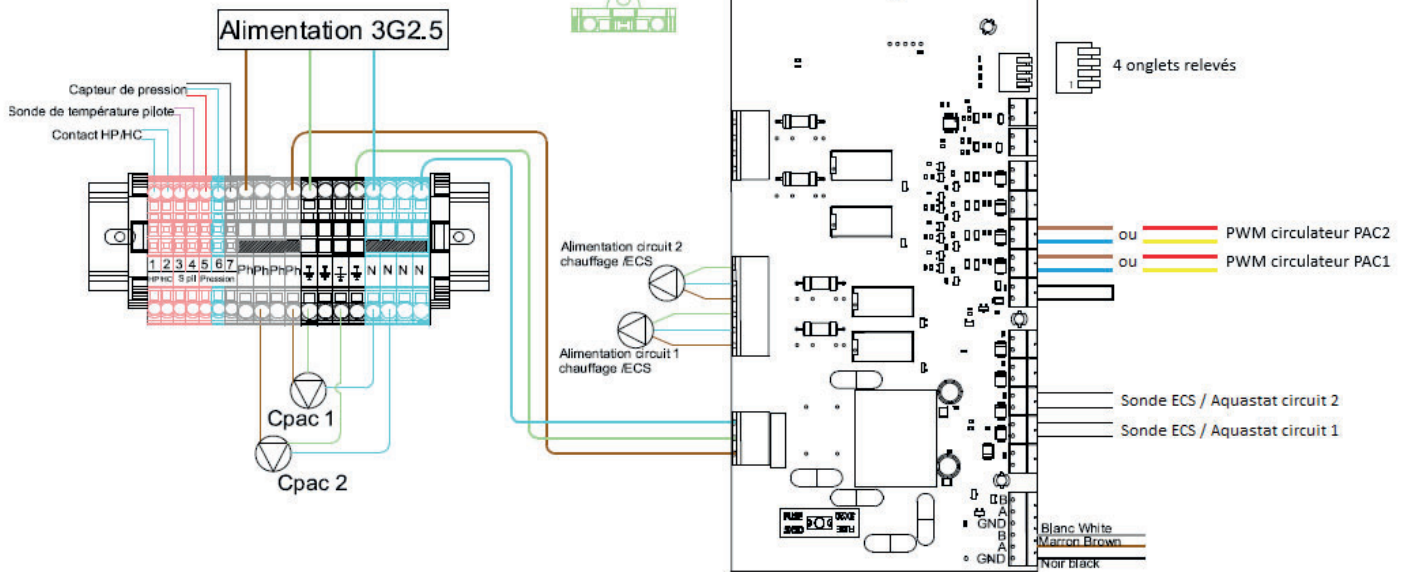 Alimentation 3G2.5
Capteur de pression
Sonde de température pilote
Contact HP/HC
1 2 3 4 5 6 7
HP HC S pil Pression
Ph Ph Ph Ph
N N N N
Cpac 1
Cpac 2
Alimentation circuit 2
chauffage /ECS
Alimentation circuit 1
chauffage /ECS
1
4 onglets relevés
ou
PWM circulateur PAC2
ou
PWM circulateur PAC1
Sonde ECS / Aquastat circuit 2
Sonde ECS / Aquastat circuit 1
B
A
GND
B
A
GND
Blanc White
Marron Brown
Noir black